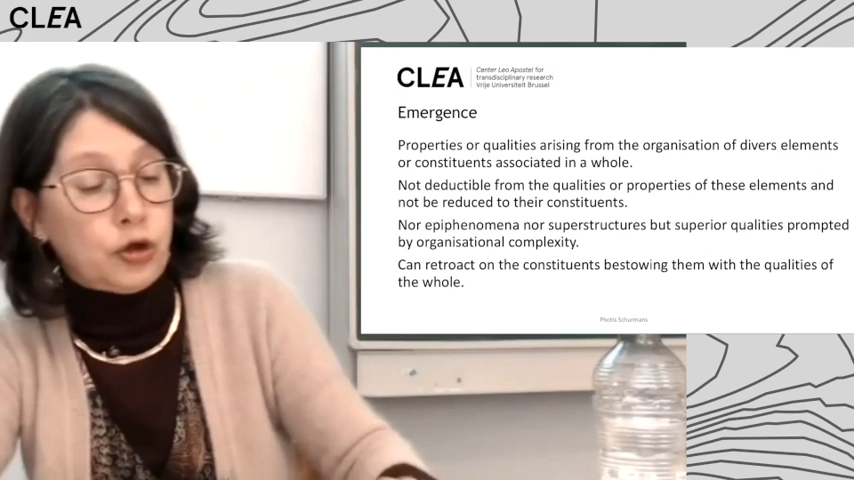 CLEA
CLEA
Center Leo Apostel for
transdisciplinary research
Vrije Universiteit Brussel
Emergence
Properties or qualities arising from the organisation of divers elements
or constituents associated in a whole.
Not deductible from the qualities or properties of these elements and
not be reduced to their constituents.
Nor epiphenomena nor superstructures but superior qualities prompted
by organisational complexity.
Can retroact on the constituents bestowing them with the qualities of
the whole.
Photis Schurmans